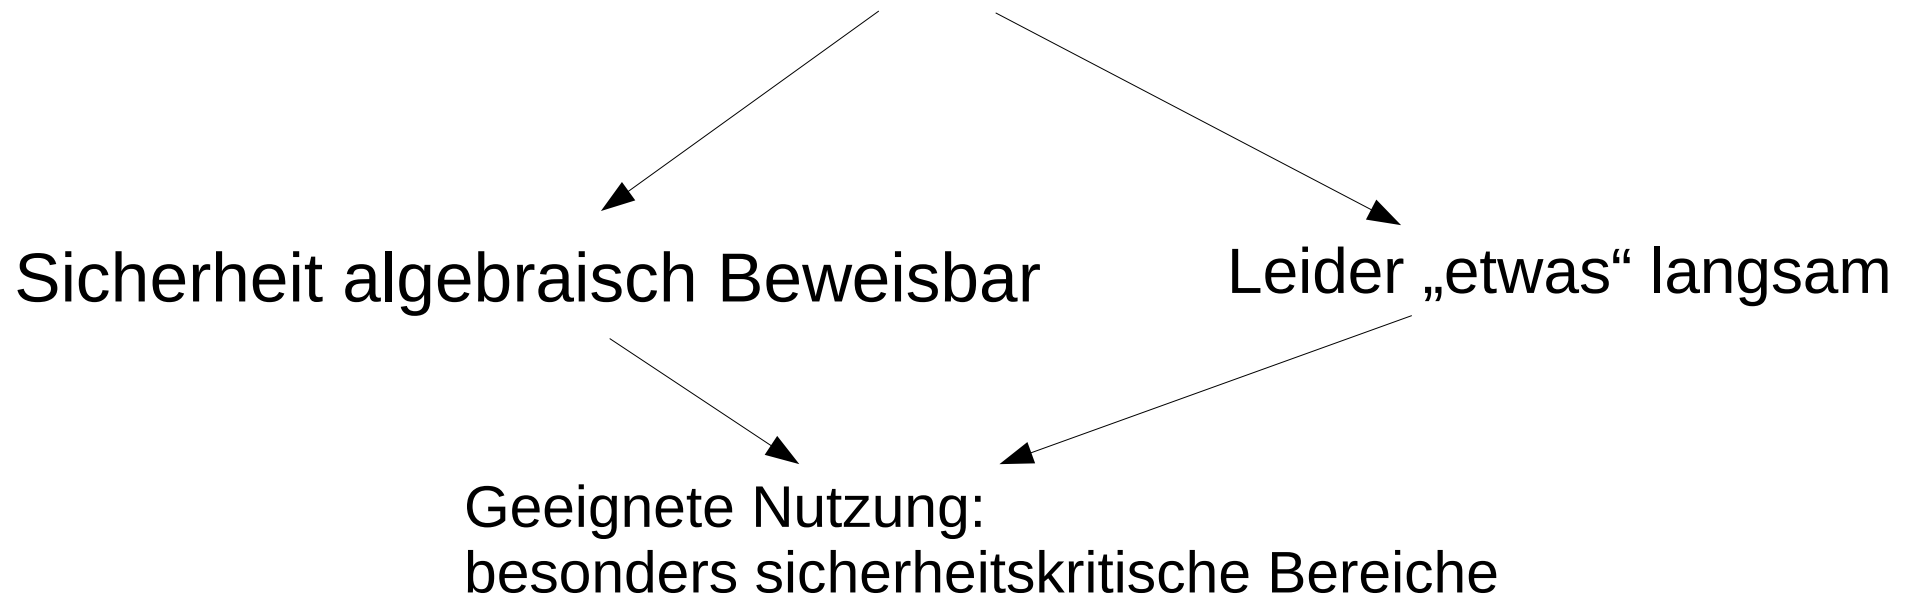 Sicherheit algebraisch Beweisbar
Leider „etwas“ langsam
Geeignete Nutzung:
besonders sicherheitskritische Bereiche